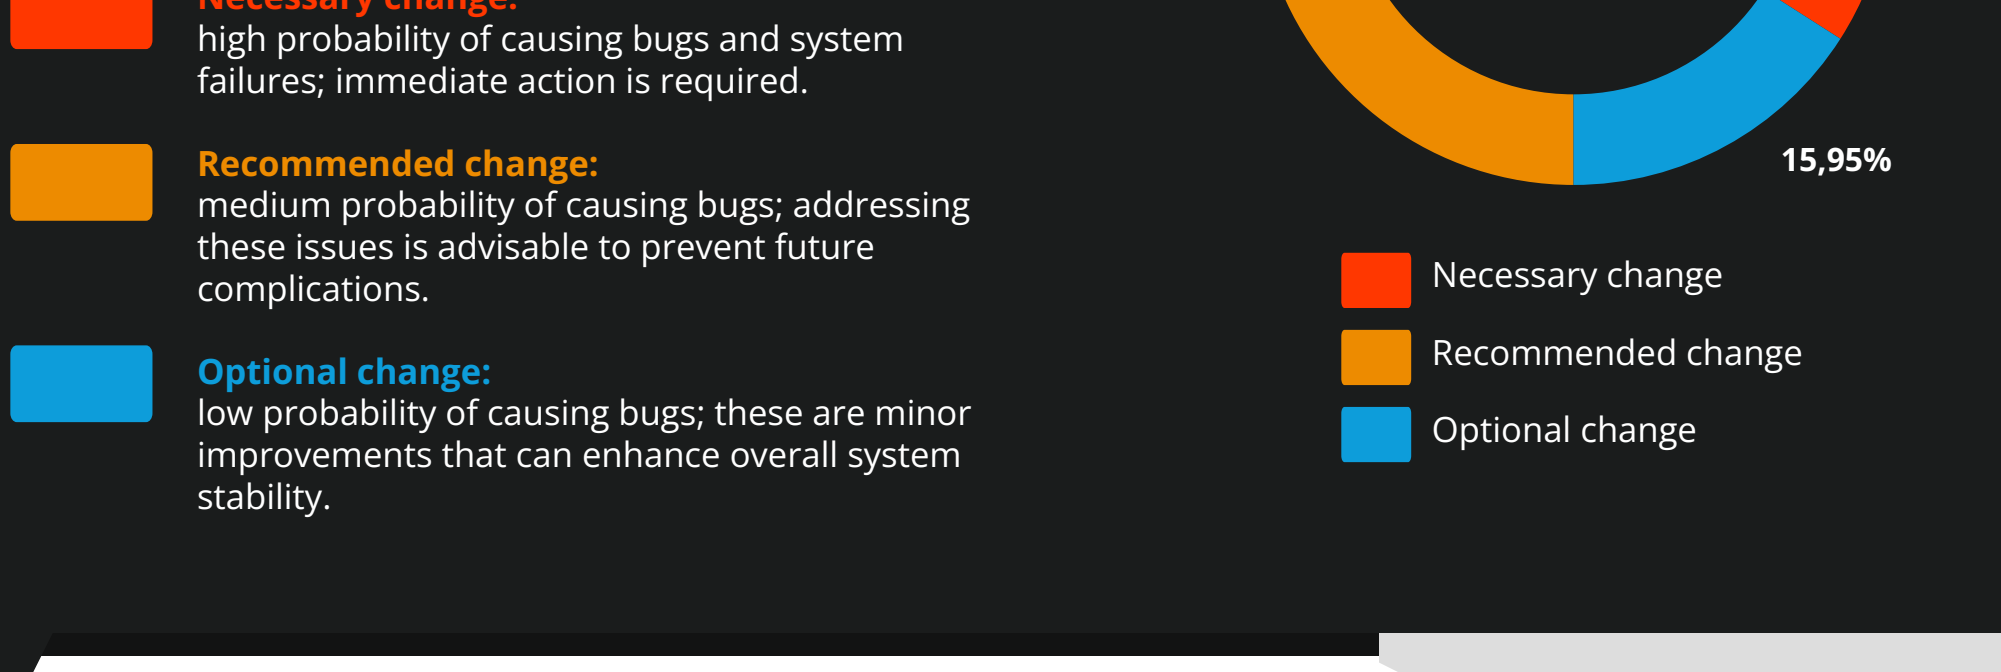 Necessary change:
high probability of causing bugs and system
failures; immediate action is required.
Recommended change:
medium probability of causing bugs; addressing
these issues is advisable to prevent future
complications.
Optional change:
low probability of causing bugs; these are minor
improvements that can enhance overall system
stability.
15,95%
Necessary change
Recommended change
Optional change